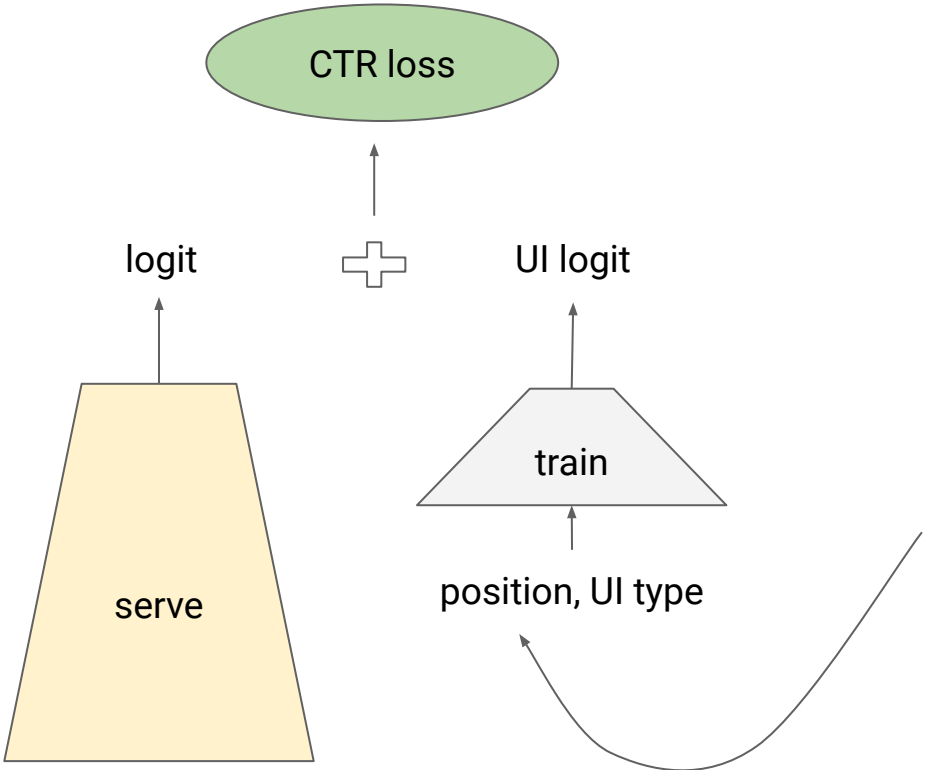 CTR loss
logit
UI logit
train
serve
position, UI type